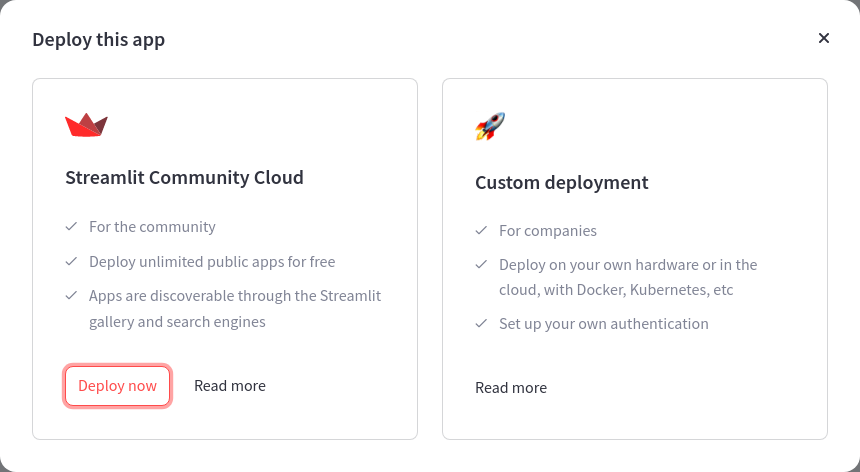 Deploy this app
Streamlit Community Cloud
For the community
Deploy unlimited public apps for free
Apps are discoverable through the Streamlit
gallery and search engines
Deploy now
Read more
Custom deployment
For companies
Deploy on your own hardware or in the
cloud, with Docker, Kubernetes, etc
Set up your own authentication
Read more